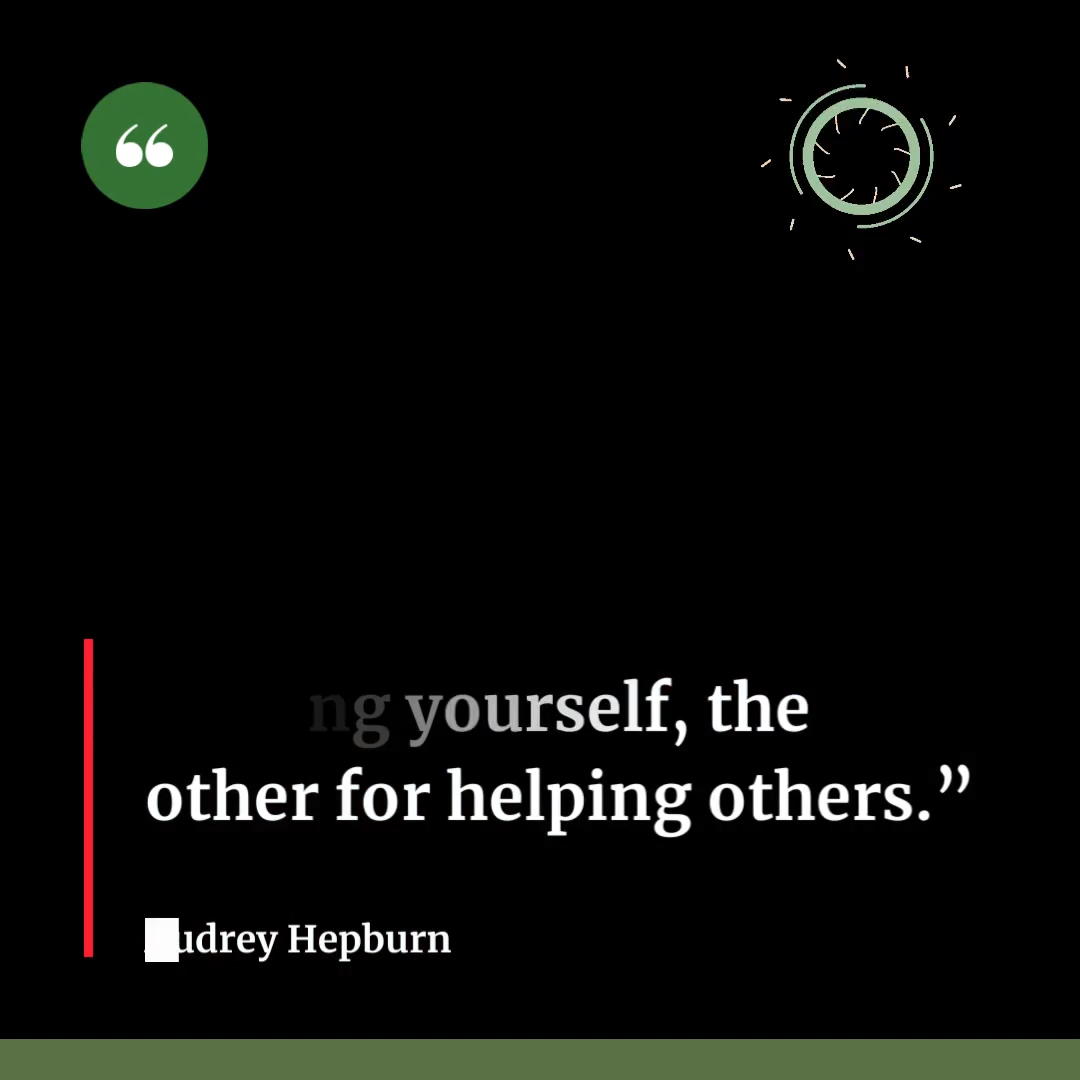 ❝
ng yourself, the
other for helping others.”
udrey Hepburn